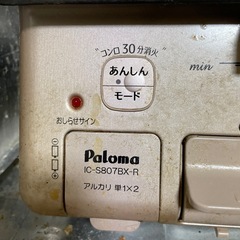 コンロ30分消火
あんしん
モード
min
おしらせサイン
Paloma
IC-S807BX-R
アルカリ 単1×2